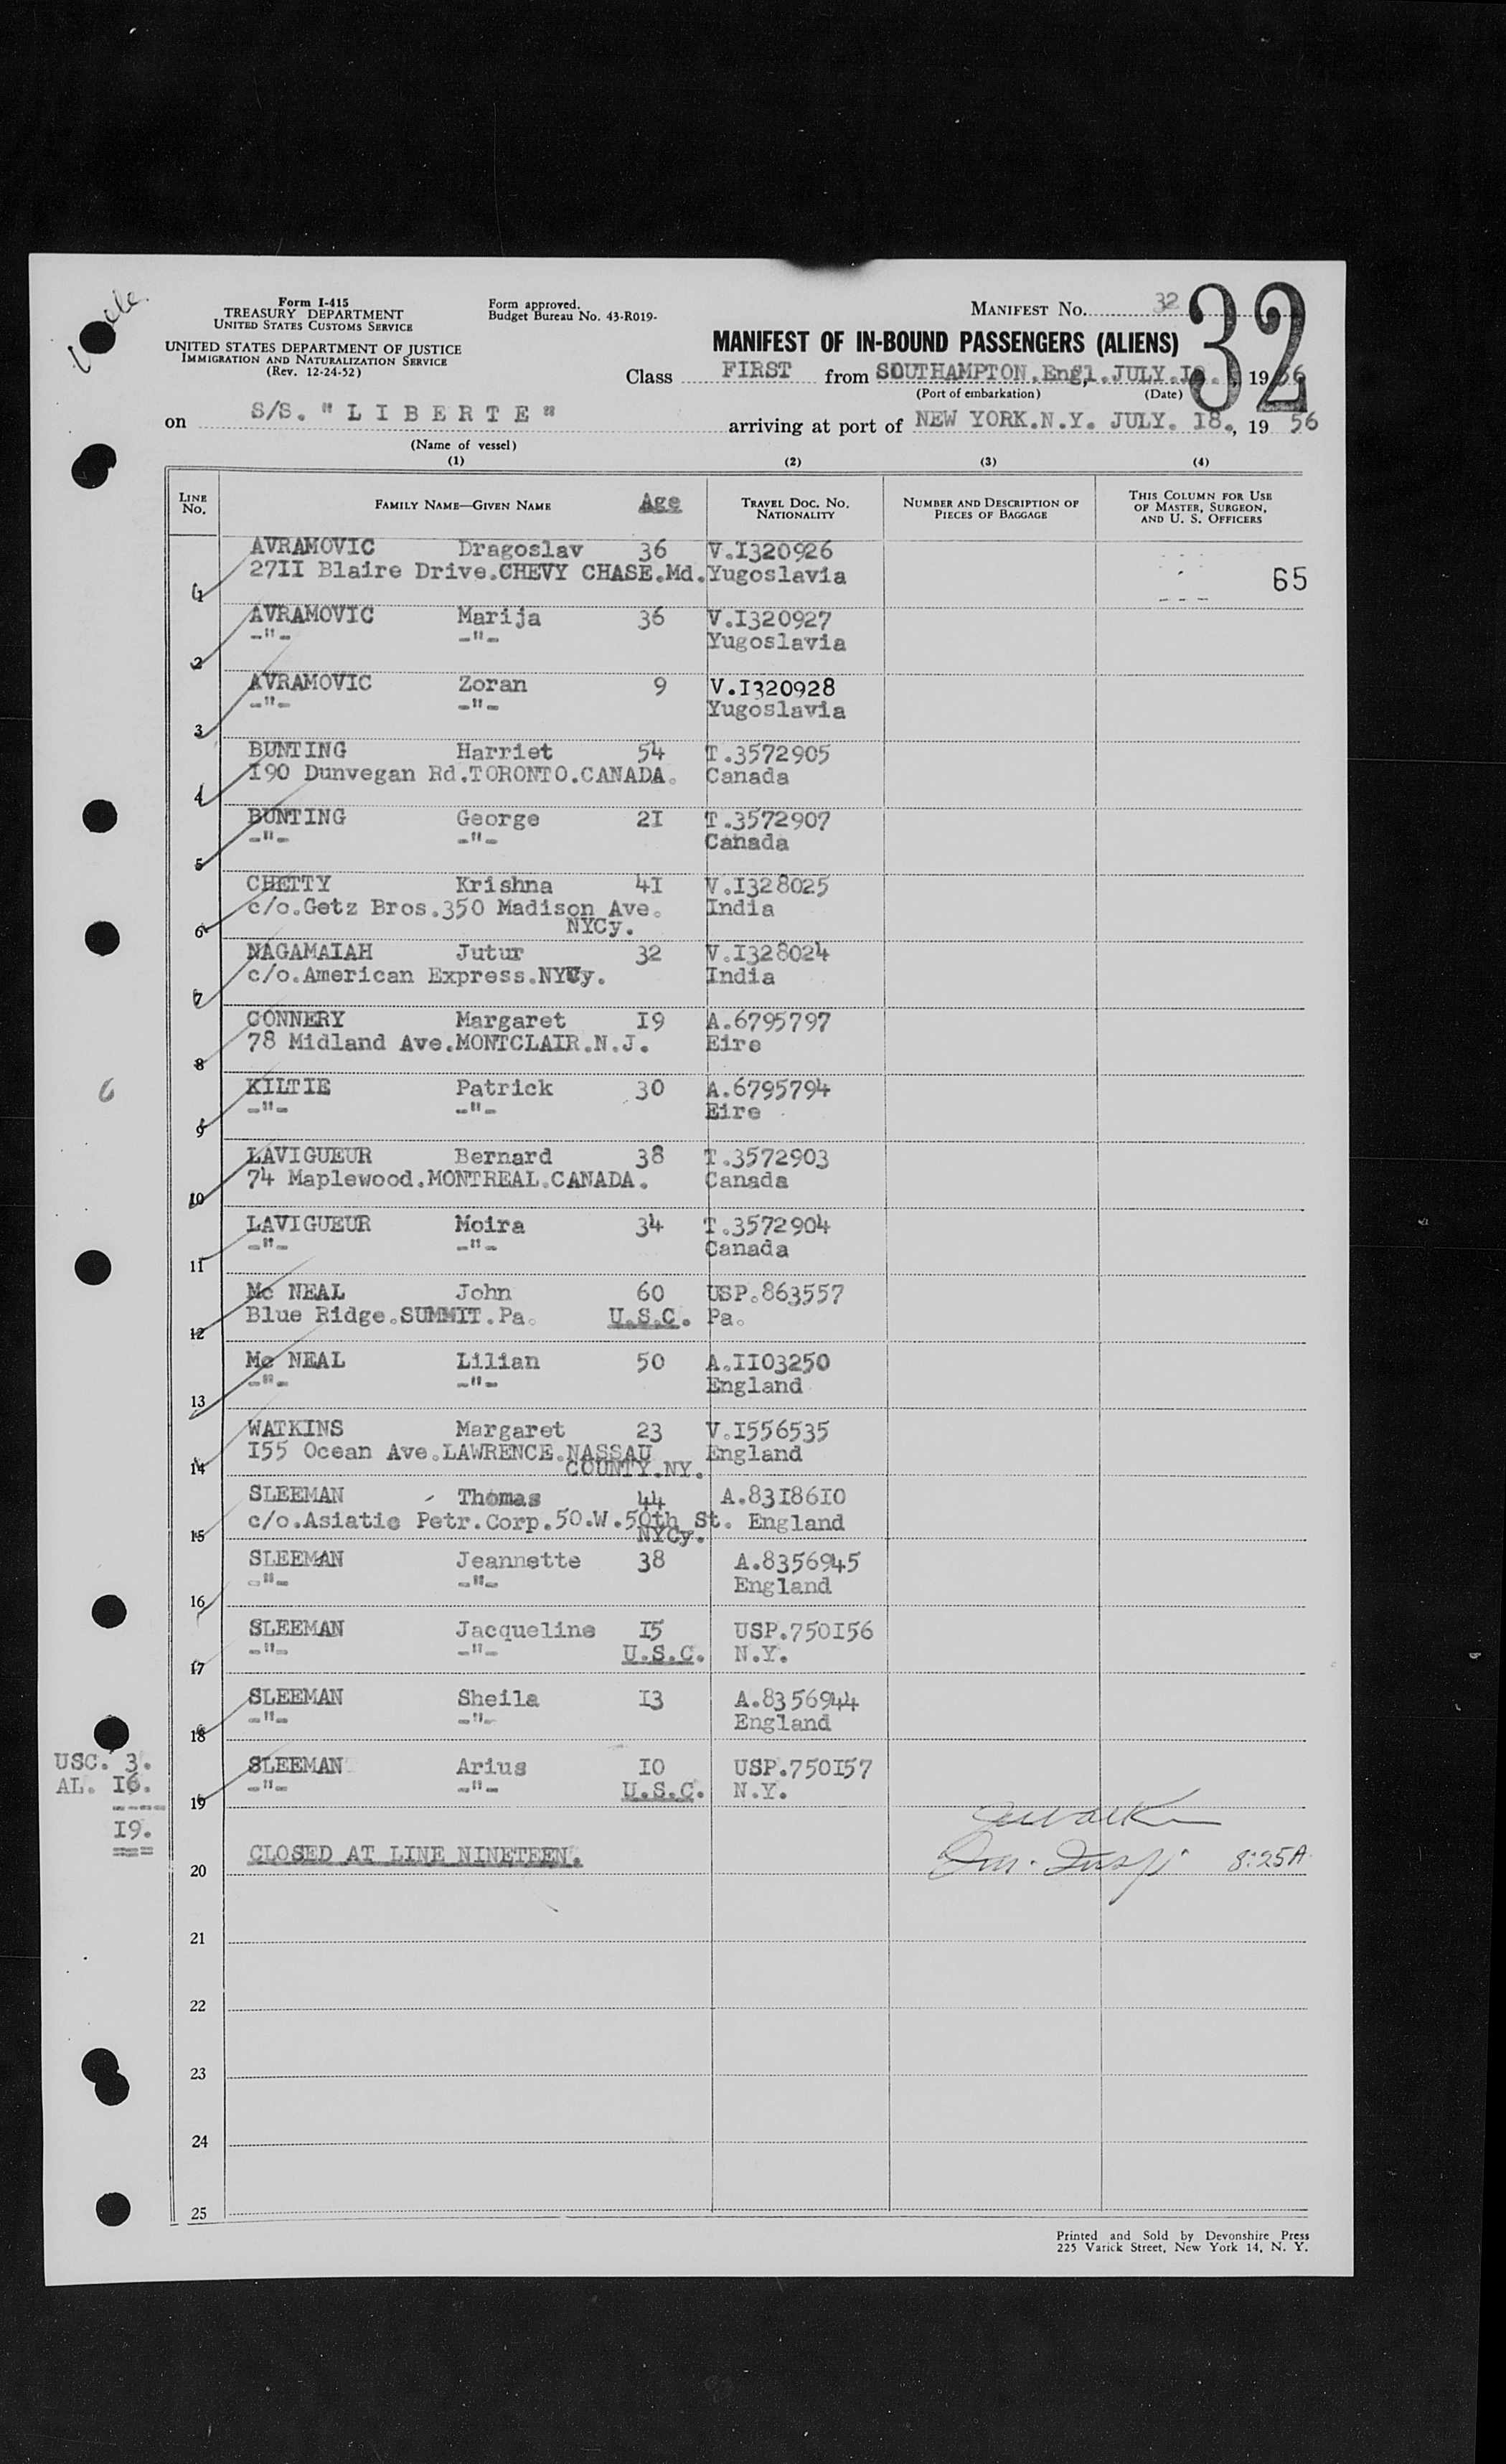 Form I-415
TREASURY DEPARTMENT
UNITED STATES CUSTOMS SERVICE
UNITED STATES DEPARTMENT OF JUSTICE
IMMIGRATION AND NATURALIZATION SERVICE
(Rev. 12-24-52)
Form approved.
Budget Bureau No. 43-R019-
MANIFEST NO. 32
32
MANIFEST OF IN-BOUND PASSENGERS (ALIENS)
Class FIRST from SOUTHAMPTON.Engl.JULY. 1956
(Port of embarkation) (Date)
on S/S. "LIBERTE" arriving at port of NEW YORK.N.Y. JULY. I8., 19 56
(Name of vessel)
(1) (2) (3) (4)
LINE NO. FAMILY NAME—GIVEN NAME Age TRAVEL DOC. NO. NATIONALITY NUMBER AND DESCRIPTION OF PIECES OF BAGGAGE THIS COLUMN FOR USE OF MASTER, SURGEON, AND U. S. OFFICERS
AVRAMOVIC Dragoslav 36 V.I320926
1 27II Blaire Drive.CHEVY CHASE.Md. Yugoslavia 65
AVRAMOVIC Marija 36 V.I320927
2 -"- -"- Yugoslavia
AVRAMOVIC Zoran 9 V.I320928
3 -"- -"- Yugoslavia
BUNTING Harriet 54 T.3572905
4 I90 Dunvegan Rd.TORONTO.CANADA. Canada
BUNTING George 2I T.3572907
5 -"- -"- Canada
CHETTY Krishna 4I V.I328025
c/o.Getz Bros.350 Madison Ave. India
6 NYCy.
NAGAMAIAH Jutur 32 V.I328024
7 c/o.American Express.NYCy. India
CONNERY Margaret I9 A.6795797
8 78 Midland Ave.MONTCLAIR.N.J. Eire
KILTIE Patrick 30 A.6795794
9 -"- -"- Eire
LAVIGUEUR Bernard 38 T.3572903
10 74 Maplewood.MONTREAL.CANADA. Canada
LAVIGUEUR Moira 34 T.3572904
11 -"- -"- Canada
Mc NEAL John 60 USP.863557
12 Blue Ridge.SUMMIT.Pa. U.S.C. Pa.
Mc NEAL Lilian 50 A.II03250
13 -"- -"- England
WATKINS Margaret 23 V.I556535
I55 Ocean Ave.LAWRENCE.NASSAU England
14 COUNTY.NY.
SLEEMAN Thomas 44 A.83I86I0
c/o.Asiatic Petr.Corp.50.W.50th St. England
15 NYCy.
SLEEMAN Jeannette 38 A.8356945
16 -"- -"- England
SLEEMAN Jacqueline I5 USP.750I56
17 -"- -"- U.S.C. N.Y.
SLEEMAN Sheila I3 A.8356944
18 -"- -"- England
SLEEMAN Arius I0 USP.750I57
19 -"- -"- U.S.C. N.Y.
USC. 3.
AL. I6.
I9.
20 CLOSED AT LINE NINETEEN. 8:25A
21
22
23
24
25
6
Printed and Sold by Devonshire Press
225 Varick Street, New York 14, N. Y.